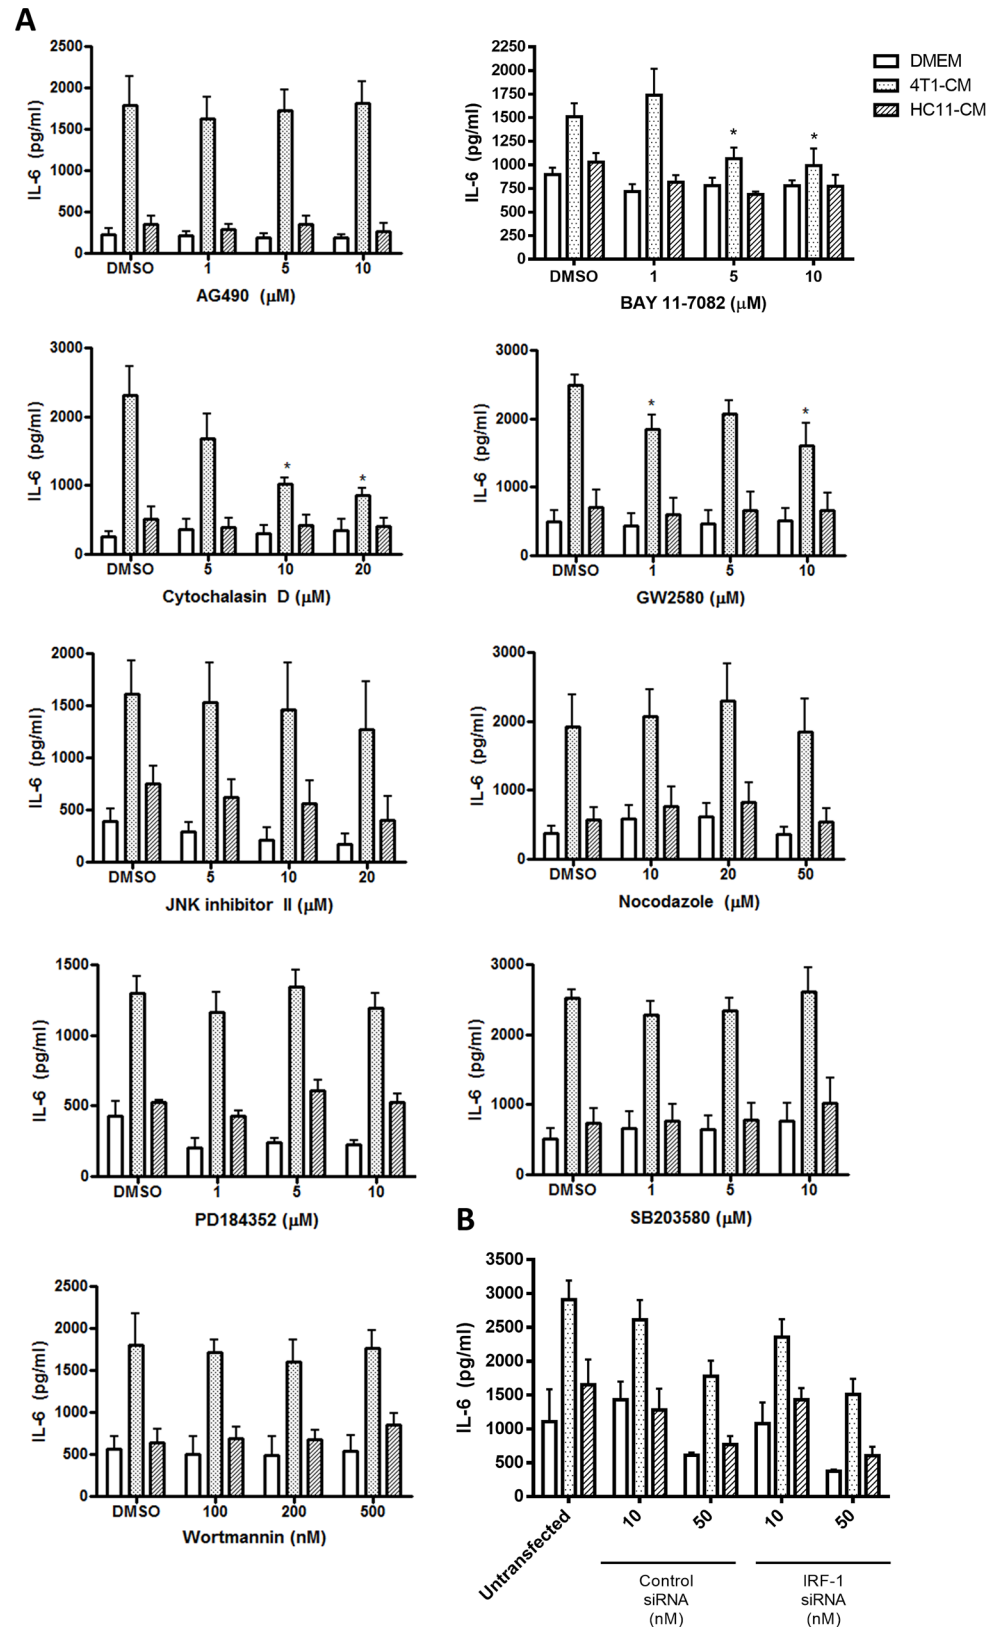 A
2500
2000
1500
1000
500
0
IL-6 (pg/ml)
DMSO 1 5 10
AG490 (μM)
2250
2000
1750
1500
1250
1000
750
500
250
0
IL-6 (pg/ml)
* *
DMSO 1 5 10
BAY 11-7082 (μM)
DMEM
4T1-CM
HC11-CM
3000
2000
1000
0
IL-6 (pg/ml)
* *
DMSO 5 10 20
Cytochalasin D (μM)
3000
2000
1000
0
IL-6 (pg/ml)
* *
DMSO 1 5 10
GW2580 (μM)
2000
1500
1000
500
0
IL-6 (pg/ml)
DMSO 5 10 20
JNK inhibitor II (μM)
3000
2000
1000
0
IL-6 (pg/ml)
DMSO 10 20 50
Nocodazole (μM)
1500
1000
500
0
IL-6 (pg/ml)
DMSO 1 5 10
PD184352 (μM)
3000
2000
1000
0
IL-6 (pg/ml)
DMSO 1 5 10
SB203580 (μM)
2500
2000
1500
1000
500
0
IL-6 (pg/ml)
DMSO 100 200 500
Wortmannin (nM)
B
3500
3000
2500
2000
1500
1000
500
0
IL-6 (pg/ml)
Untransfected 10 50 10 50
Control
siRNA
(nM)
IRF-1
siRNA
(nM)